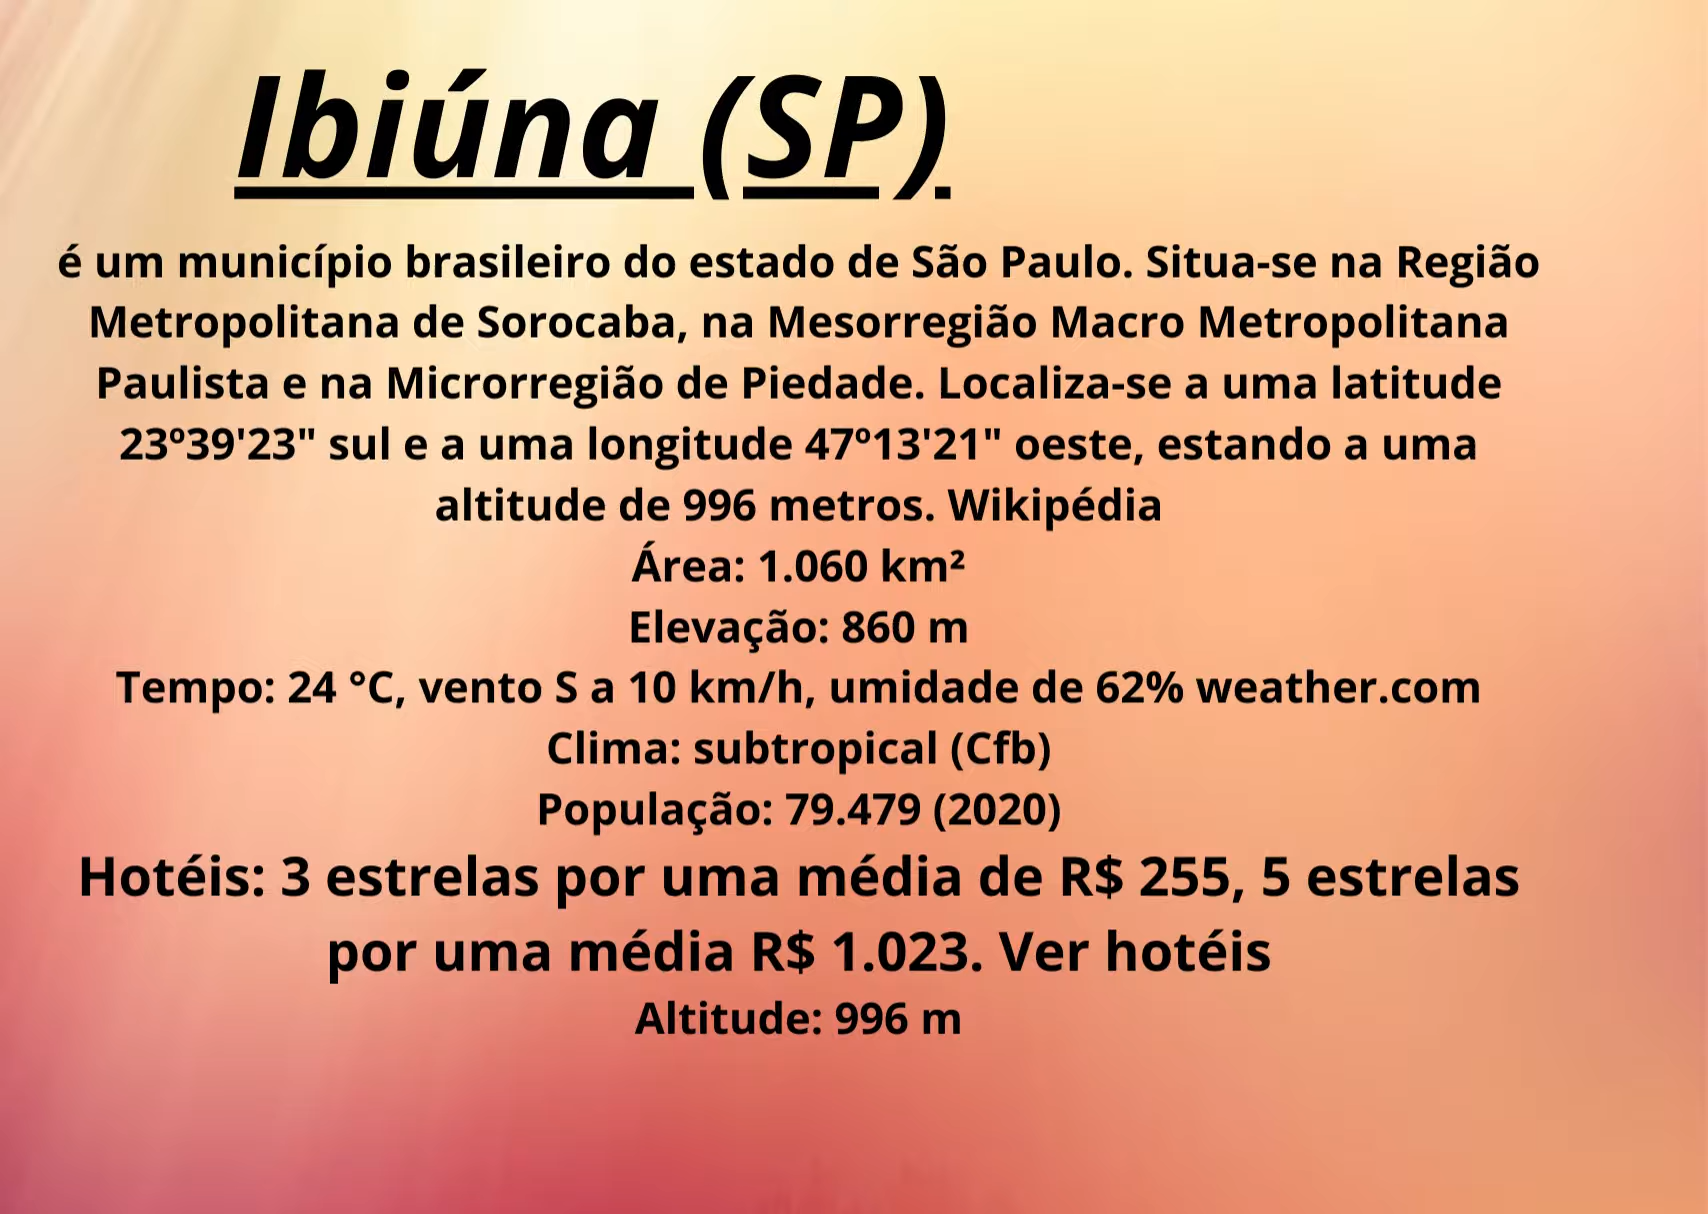 Ibiúna (SP)
é um município brasileiro do estado de São Paulo. Situa-se na Região
Metropolitana de Sorocaba, na Mesorregião Macro Metropolitana
Paulista e na Microrregião de Piedade. Localiza-se a uma latitude
23º39'23" sul e a uma longitude 47º13'21" oeste, estando a uma
altitude de 996 metros. Wikipédia
Área: 1.060 km²
Elevação: 860 m
Tempo: 24 °C, vento S a 10 km/h, umidade de 62% weather.com
Clima: subtropical (Cfb)
População: 79.479 (2020)
Hotéis: 3 estrelas por uma média de R$ 255, 5 estrelas
por uma média R$ 1.023. Ver hotéis
Altitude: 996 m